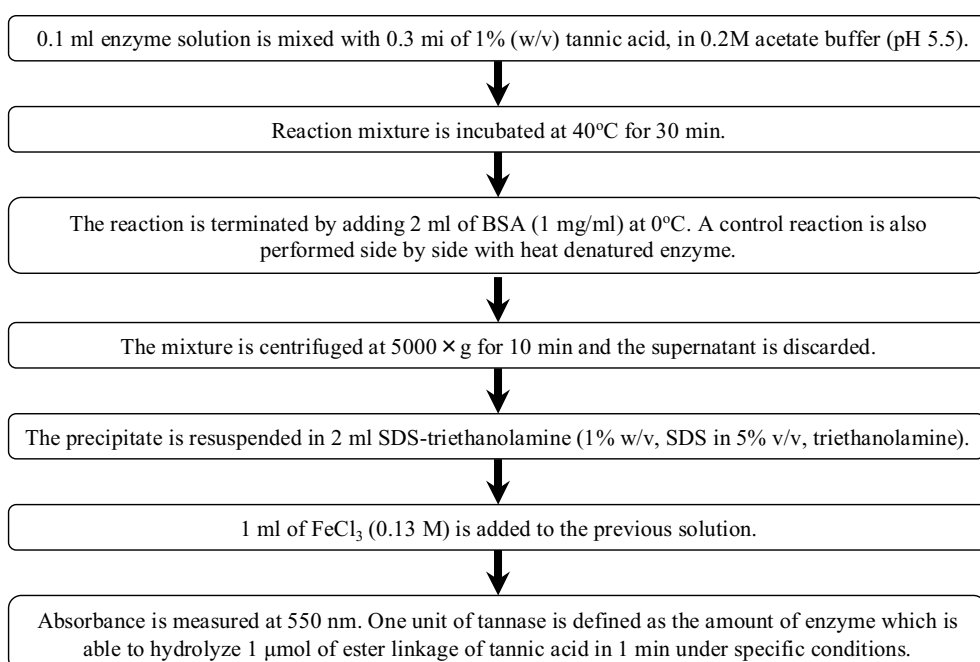 0.1 ml enzyme solution is mixed with 0.3 mi of 1% (w/v) tannic acid, in 0.2M acetate buffer (pH 5.5).
Reaction mixture is incubated at 40°C for 30 min.
The reaction is terminated by adding 2 ml of BSA (1 mg/ml) at 0°C. A control reaction is also
performed side by side with heat denatured enzyme.
The mixture is centrifuged at 5000 × g for 10 min and the supernatant is discarded.
The precipitate is resuspended in 2 ml SDS-triethanolamine (1% w/v, SDS in 5% v/v, triethanolamine).
1 ml of FeCl₃ (0.13 M) is added to the previous solution.
Absorbance is measured at 550 nm. One unit of tannase is defined as the amount of enzyme which is
able to hydrolyze 1 μmol of ester linkage of tannic acid in 1 min under specific conditions.